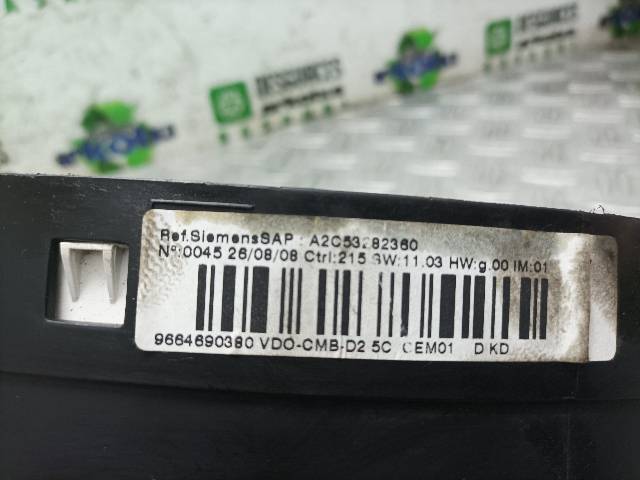 DESGUACES
Ref.SiemensSAP : A2C53282360
N°:0045 26/08/08 Ctrl:215 SW:11.03 HW:g.00 IM:01
9664690380 VDO-CMB-D2 5C CEM01 D KD